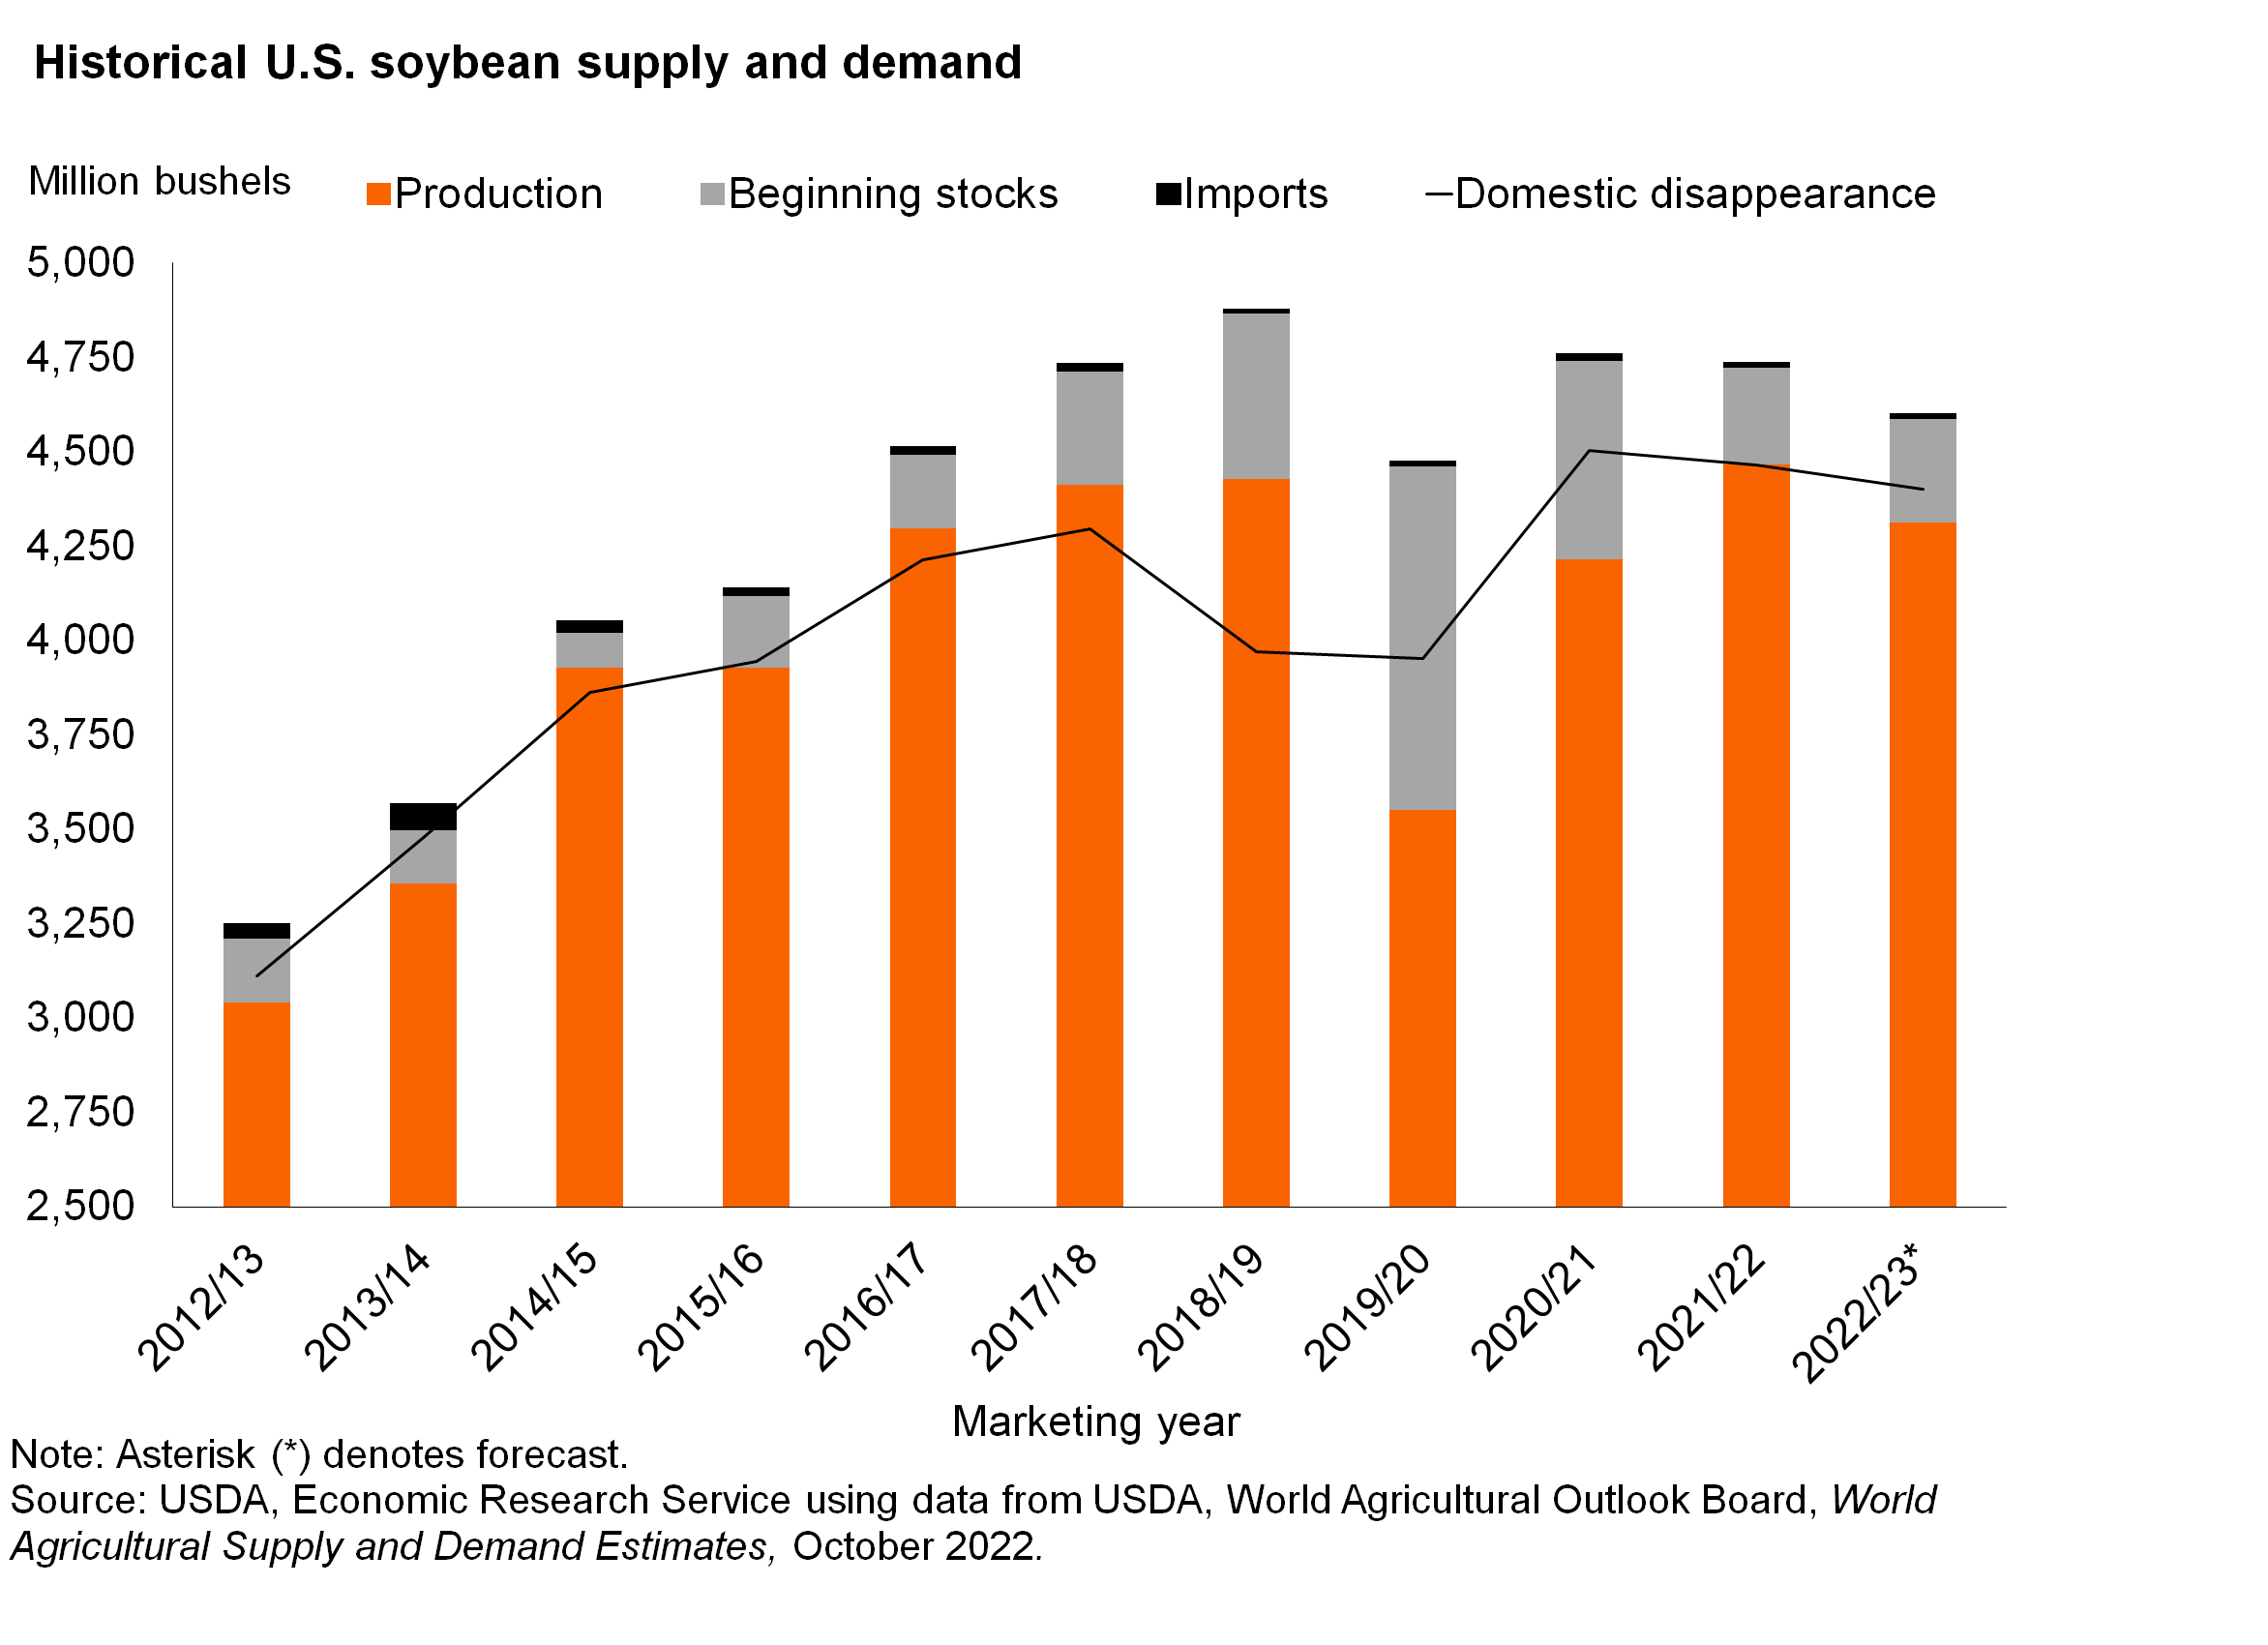 Historical U.S. soybean supply and demand
Million bushels
Production
Beginning stocks
Imports
Domestic disappearance
5,000
4,750
4,500
4,250
4,000
3,750
3,500
3,250
3,000
2,750
2,500
2012/13
2013/14
2014/15
2015/16
2016/17
2017/18
2018/19
2019/20
2020/21
2021/22
2022/23*
Marketing year
Note: Asterisk (*) denotes forecast.
Source: USDA, Economic Research Service using data from USDA, World Agricultural Outlook Board, World
Agricultural Supply and Demand Estimates, October 2022.